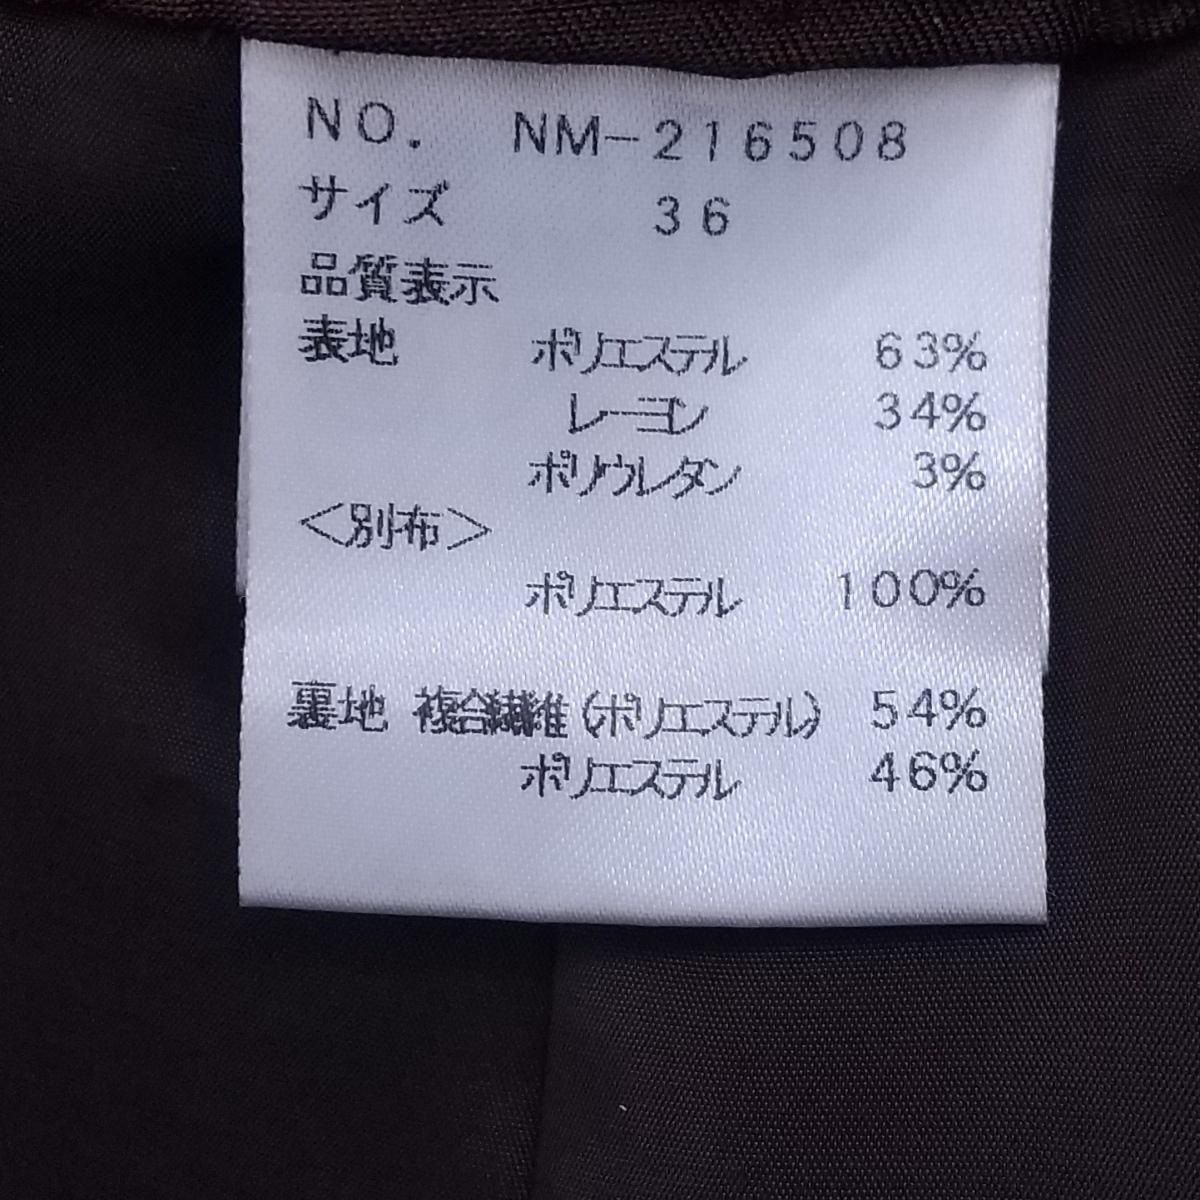 NO. NM-216508
サイズ 36
品質表示
表地 ポリエステル 63%
レーヨン 34%
ポリウレタン 3%
<別布>
ポリエステル 100%
裏地 複合繊維(ポリエステル) 54%
ポリエステル 46%